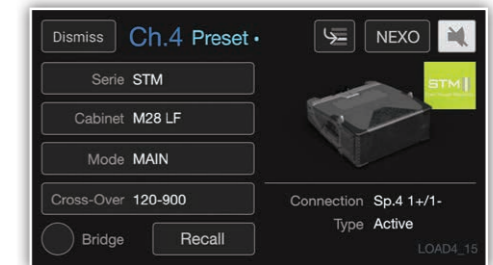 Dismiss Ch.4 Preset • NEXO
Serie STM
STM
Cabinet M28 LF
Mode MAIN
Cross-Over 120-900
Connection Sp.4 1+/1-
Type Active
Bridge Recall
LOAD4_15